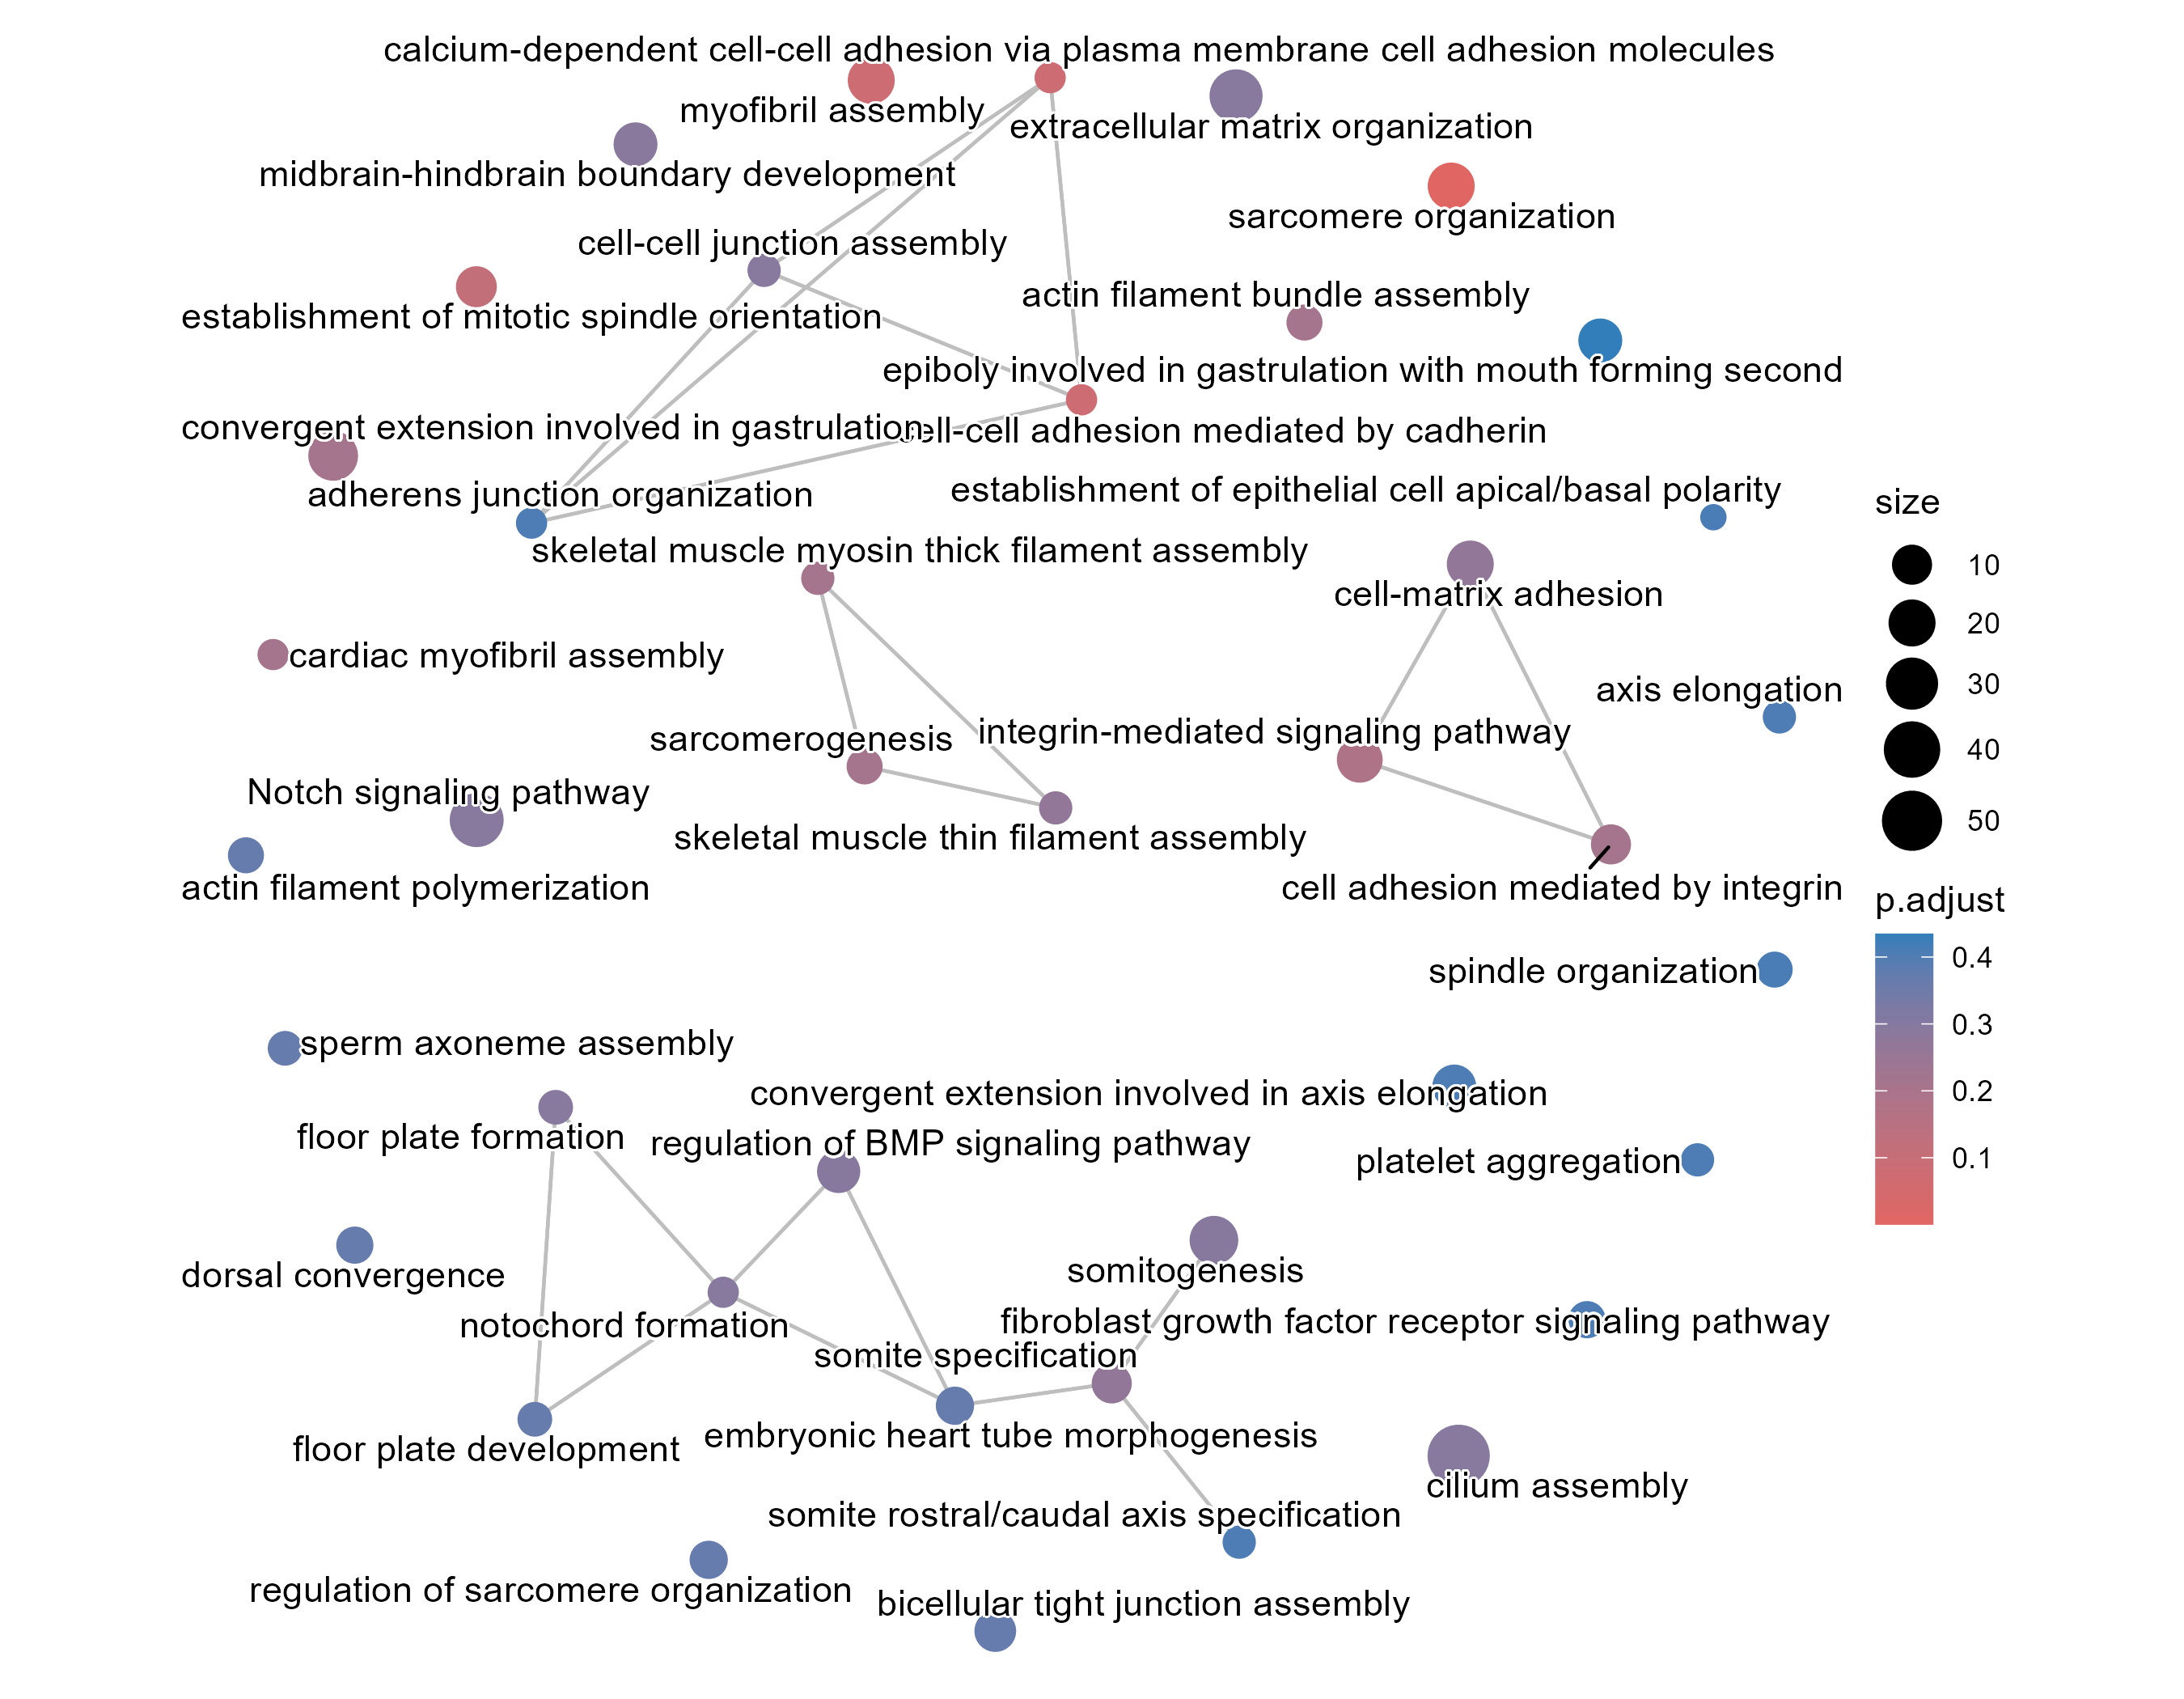 calcium-dependent cell-cell adhesion via plasma membrane cell adhesion molecules
myofibril assembly
extracellular matrix organization
midbrain-hindbrain boundary development
sarcomere organization
cell-cell junction assembly
actin filament bundle assembly
establishment of mitotic spindle orientation
epiboly involved in gastrulation with mouth forming second
convergent extension involved in gastrulation
cell-cell adhesion mediated by cadherin
adherens junction organization
establishment of epithelial cell apical/basal polarity
size
skeletal muscle myosin thick filament assembly
10
cell-matrix adhesion
20
cardiac myofibril assembly
30
axis elongation
sarcomerogenesis
integrin-mediated signaling pathway
40
Notch signaling pathway
50
skeletal muscle thin filament assembly
actin filament polymerization
cell adhesion mediated by integrin
p.adjust
0.4
spindle organization
0.3
sperm axoneme assembly
0.2
convergent extension involved in axis elongation
floor plate formation
regulation of BMP signaling pathway
0.1
platelet aggregation
dorsal convergence
somitogenesis
notochord formation
fibroblast growth factor receptor signaling pathway
somite specification
floor plate development
embryonic heart tube morphogenesis
cilium assembly
somite rostral/caudal axis specification
regulation of sarcomere organization
bicellular tight junction assembly